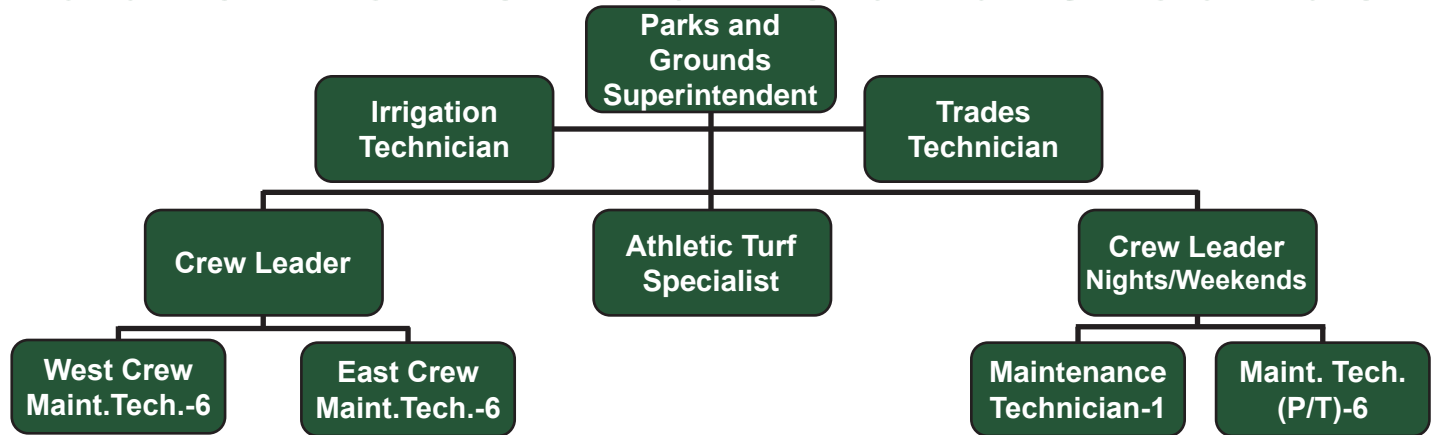 Parks and
Grounds
Superintendent
Irrigation
Technician
Trades
Technician
Crew Leader
Athletic Turf
Specialist
Crew Leader
Nights/Weekends
West Crew
Maint.Tech.-6
East Crew
Maint.Tech.-6
Maintenance
Technician-1
Maint. Tech.
(P/T)-6